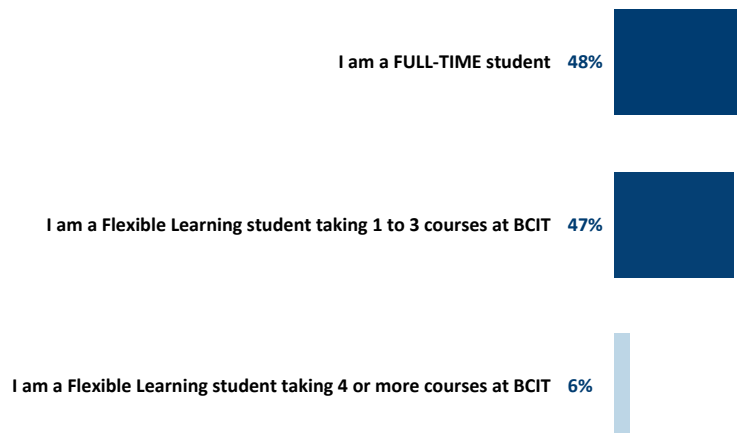 I am a FULL-TIME student 48%
I am a Flexible Learning student taking 1 to 3 courses at BCIT 47%
I am a Flexible Learning student taking 4 or more courses at BCIT 6%